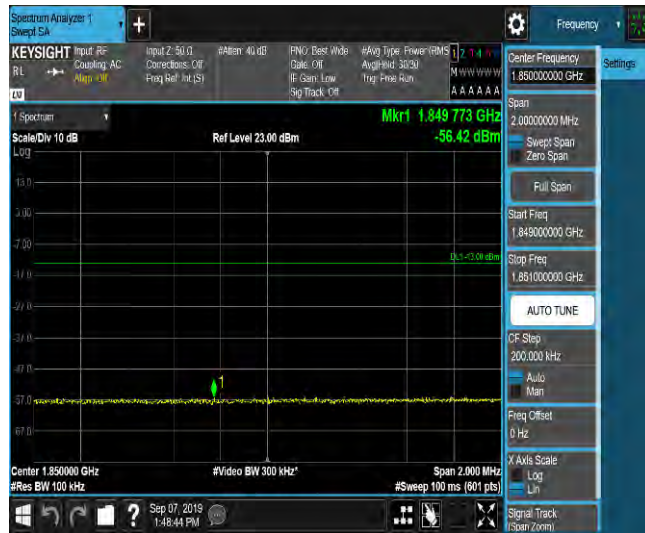 Spectrum Analyzer 1
Swept SA
+
Frequency
KEYSIGHT
RL
Input: RF
Coupling: AC
Align: Off
Input Z: 50 Ω
Corrections: Off
Freq Ref: Int (S)
#Atten: 40 dB
PNO: Best Wide
Gate: Off
IF Gain: Low
Sig Track: Off
#Avg Type: Power (RMS
Avg|Hold: 30/30
Trig: Free Run
A A A A A A
LXI
1 Spectrum
Scale/Div 10 dB
Log
Ref Level 23.00 dBm
Mkr1 1.849 773 GHz
-56.42 dBm
13.0
3.00
-7.00
DL1 -13.00 dBm
-17.0
-27.0
-37.0
-47.0
1
-57.0
-67.0
Center 1.850000 GHz
#Video BW 300 kHz*
Span 2.000 MHz
#Res BW 100 kHz
#Sweep 100 ms (601 pts)
?
Sep 07, 2019
1:48:44 PM
Center Frequency
1.850000000 GHz
Settings
Span
2.00000000 MHz
Swept Span
Zero Span
Full Span
Start Freq
1.849000000 GHz
Stop Freq
1.851000000 GHz
AUTO TUNE
CF Step
200.000 kHz
Auto
Man
Freq Offset
0 Hz
X Axis Scale
Log
Lin
Signal Track
(Span Zoom)